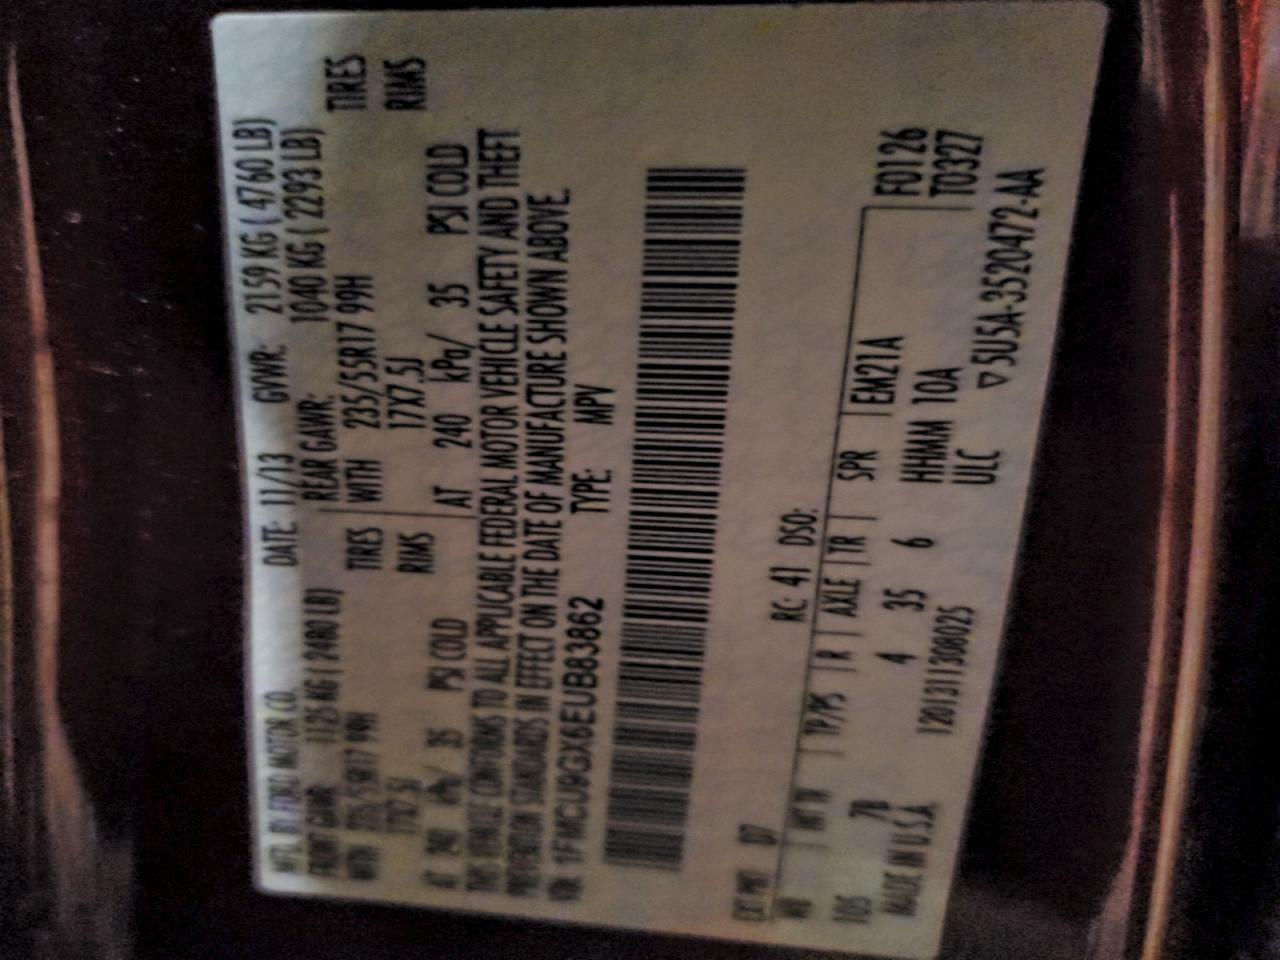 MFD. BY FORD MOTOR CO. DATE: 11/13 GVWR: 2159 KG ( 4760 LB)
FRONT GAWR: 1125 KG ( 2480 LB) REAR GAWR: 1040 KG ( 2293 LB)
WITH 235/55R17 99H TIRES WITH 235/55R17 99H TIRES
17X7.5J RIMS 17X7.5J RIMS
AT 240 kPa/ 35 PSI COLD AT 240 kPa/ 35 PSI COLD
THIS VEHICLE CONFORMS TO ALL APPLICABLE FEDERAL MOTOR VEHICLE SAFETY AND THEFT
PREVENTION STANDARDS IN EFFECT ON THE DATE OF MANUFACTURE SHOWN ABOVE.
VIN: 1FMCU9GX6EUB83862 TYPE: MPV
EXT PNT: RC: 41 DSO:
WB | INT TR | TP/PS | R | AXLE | TR | SPR | EM21A F0126
105 7B 4 35 6 HHMM 10A T0327
MADE IN U.S.A. 1201311308025 ULC ▽5U5A-3520472-AA